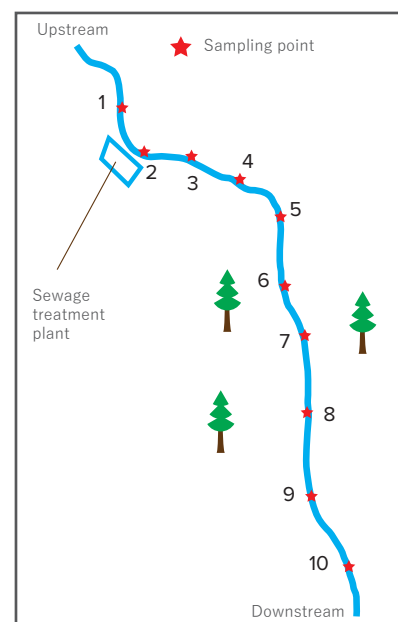 Upstream
Sampling point
1
2
3
4
5
6
7
8
9
10
Sewage
treatment
plant
Downstream